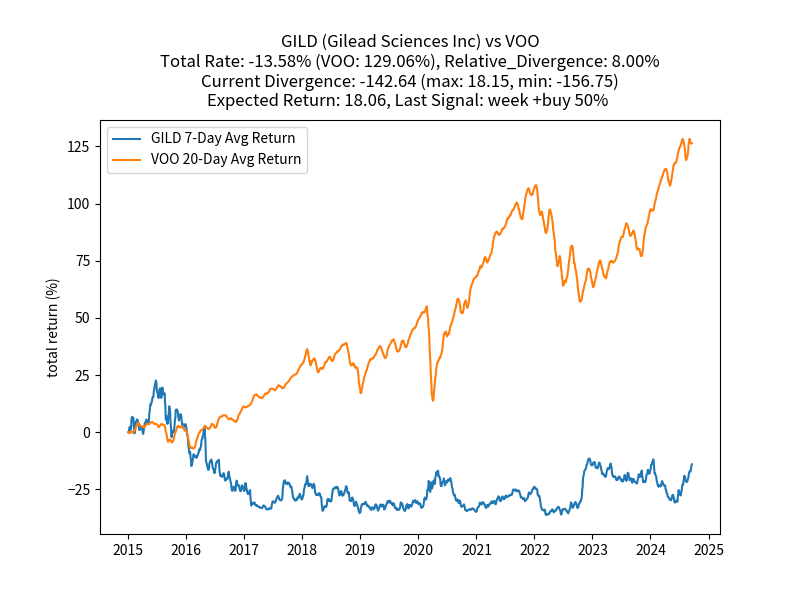 GILD (Gilead Sciences Inc) vs VOO
Total Rate: -13.58% (VOO: 129.06%), Relative_Divergence: 8.00%
Current Divergence: -142.64 (max: 18.15, min: -156.75)
Expected Return: 18.06, Last Signal: week +buy 50%
GILD 7-Day Avg Return
VOO 20-Day Avg Return
total return (%)
125
100
75
50
25
0
−25
2015 2016 2017 2018 2019 2020 2021 2022 2023 2024 2025